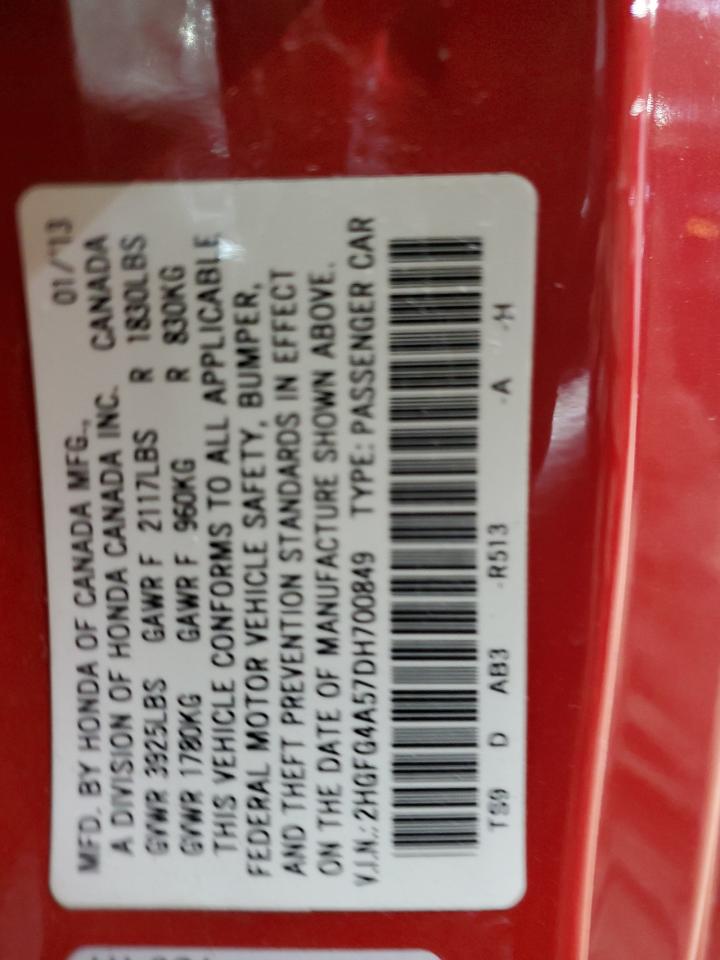 MFD. BY HONDA OF CANADA MFG., 01/13
A DIVISION OF HONDA CANADA INC. CANADA
GVWR 3925LBS GAWR F 2117LBS R 1830LBS
GVWR 1780KG GAWR F 960KG R 830KG
THIS VEHICLE CONFORMS TO ALL APPLICABLE
FEDERAL MOTOR VEHICLE SAFETY, BUMPER,
AND THEFT PREVENTION STANDARDS IN EFFECT
ON THE DATE OF MANUFACTURE SHOWN ABOVE.
V.I.N.: 2HGFG4A57DH700849 TYPE: PASSENGER CAR
TS9 D AB3 -R513 -A -H